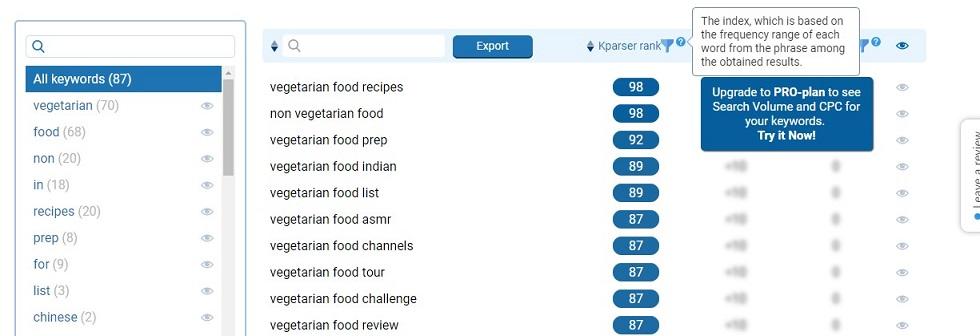 The index, which is based on
the frequency range of each
word from the phrase among
the obtained results.
Export
Kparser rank
Upgrade to PRO-plan to see
Search Volume and CPC for
your keywords.
Try it Now!
All keywords (87)
vegetarian (70)
food (68)
non (20)
in (18)
recipes (20)
prep (8)
for (9)
list (3)
chinese (2)
vegetarian food recipes 98
non vegetarian food 98
vegetarian food prep 92
vegetarian food indian 89
vegetarian food list 89
vegetarian food asmr 87
vegetarian food channels 87
vegetarian food tour 87
vegetarian food challenge 87
vegetarian food review 87
Leave a review